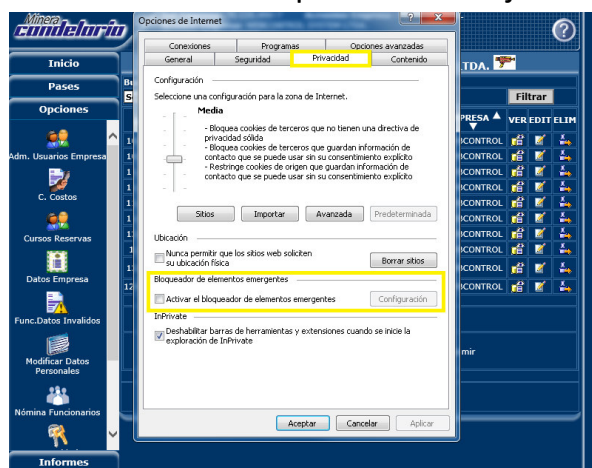 Minera
Candelaria
Inicio
Pases
Opciones
Adm. Usuarios Empresa
C. Costos
Cursos Reservas
Datos Empresa
Func.Datos Invalidos
Modificar Datos
Personales
Nómina Funcionarios
Informes
Opciones de Internet
?
X
Conexiones
Programas
Opciones avanzadas
General
Seguridad
Privacidad
Contenido
Configuración
Seleccione una configuración para la zona de Internet.
Media
- Bloquea cookies de terceros que no tienen una directiva de
privacidad sólida
- Bloquea cookies de terceros que guardan información de
contacto que se puede usar sin su consentimiento explícito
- Restringe cookies de origen que guardan información de
contacto que se puede usar sin su consentimiento explícito
Sitios
Importar
Avanzada
Predeterminada
Ubicación
Nunca permitir que los sitios web soliciten
su ubicación física
Borrar sitios
Bloqueador de elementos emergentes
Activar el bloqueador de elementos emergentes
Configuración
InPrivate
Deshabilitar barras de herramientas y extensiones cuando se inicie la
exploración de InPrivate
Aceptar
Cancelar
Aplicar
?
TDA.
Filtrar
PRESA VER EDIT ELIM
CONTROL
CONTROL
CONTROL
CONTROL
CONTROL
CONTROL
CONTROL
CONTROL
CONTROL
CONTROL
mir